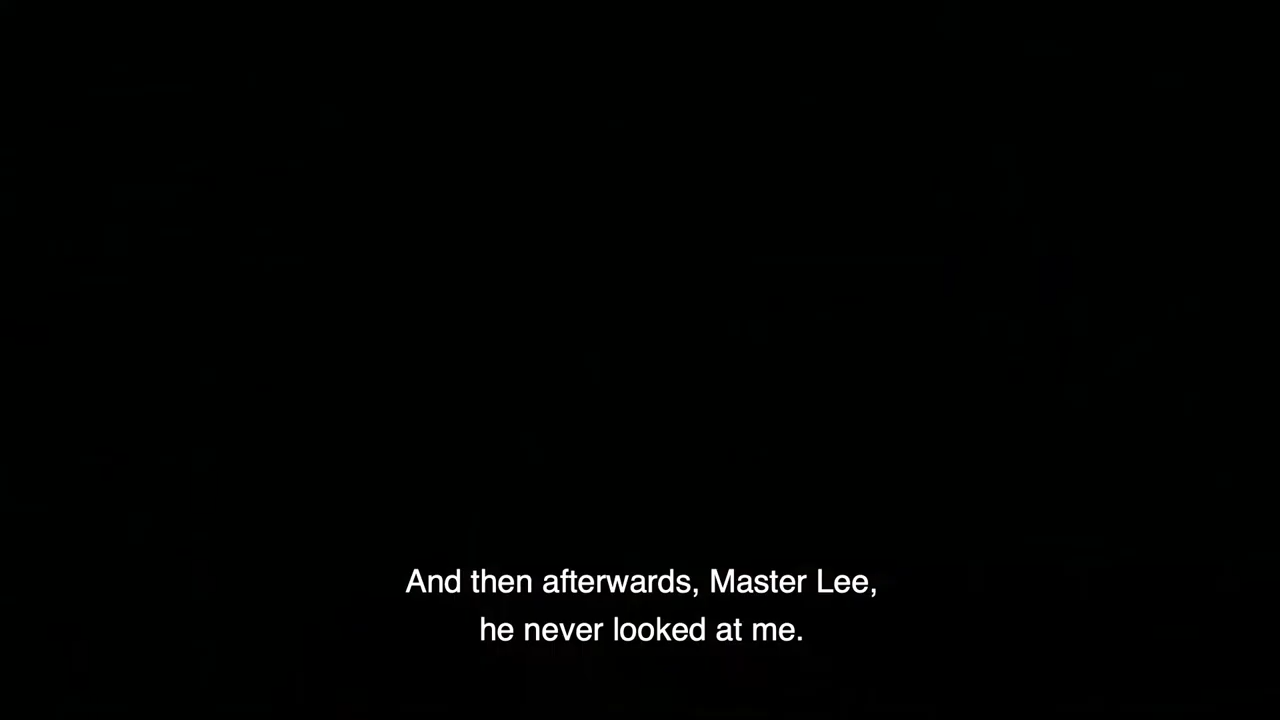 And then afterwards, Master Lee,
he never looked at me.